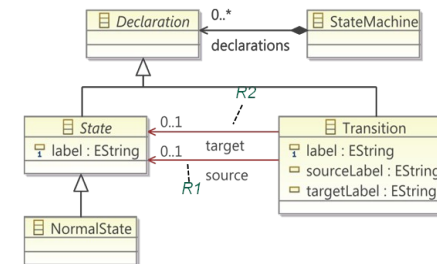 Declaration
0..*
declarations
StateMachine
R2
State
label : EString
0..1
target
0..1
source
R1
Transition
label : EString
sourceLabel : EString
targetLabel : EString
NormalState